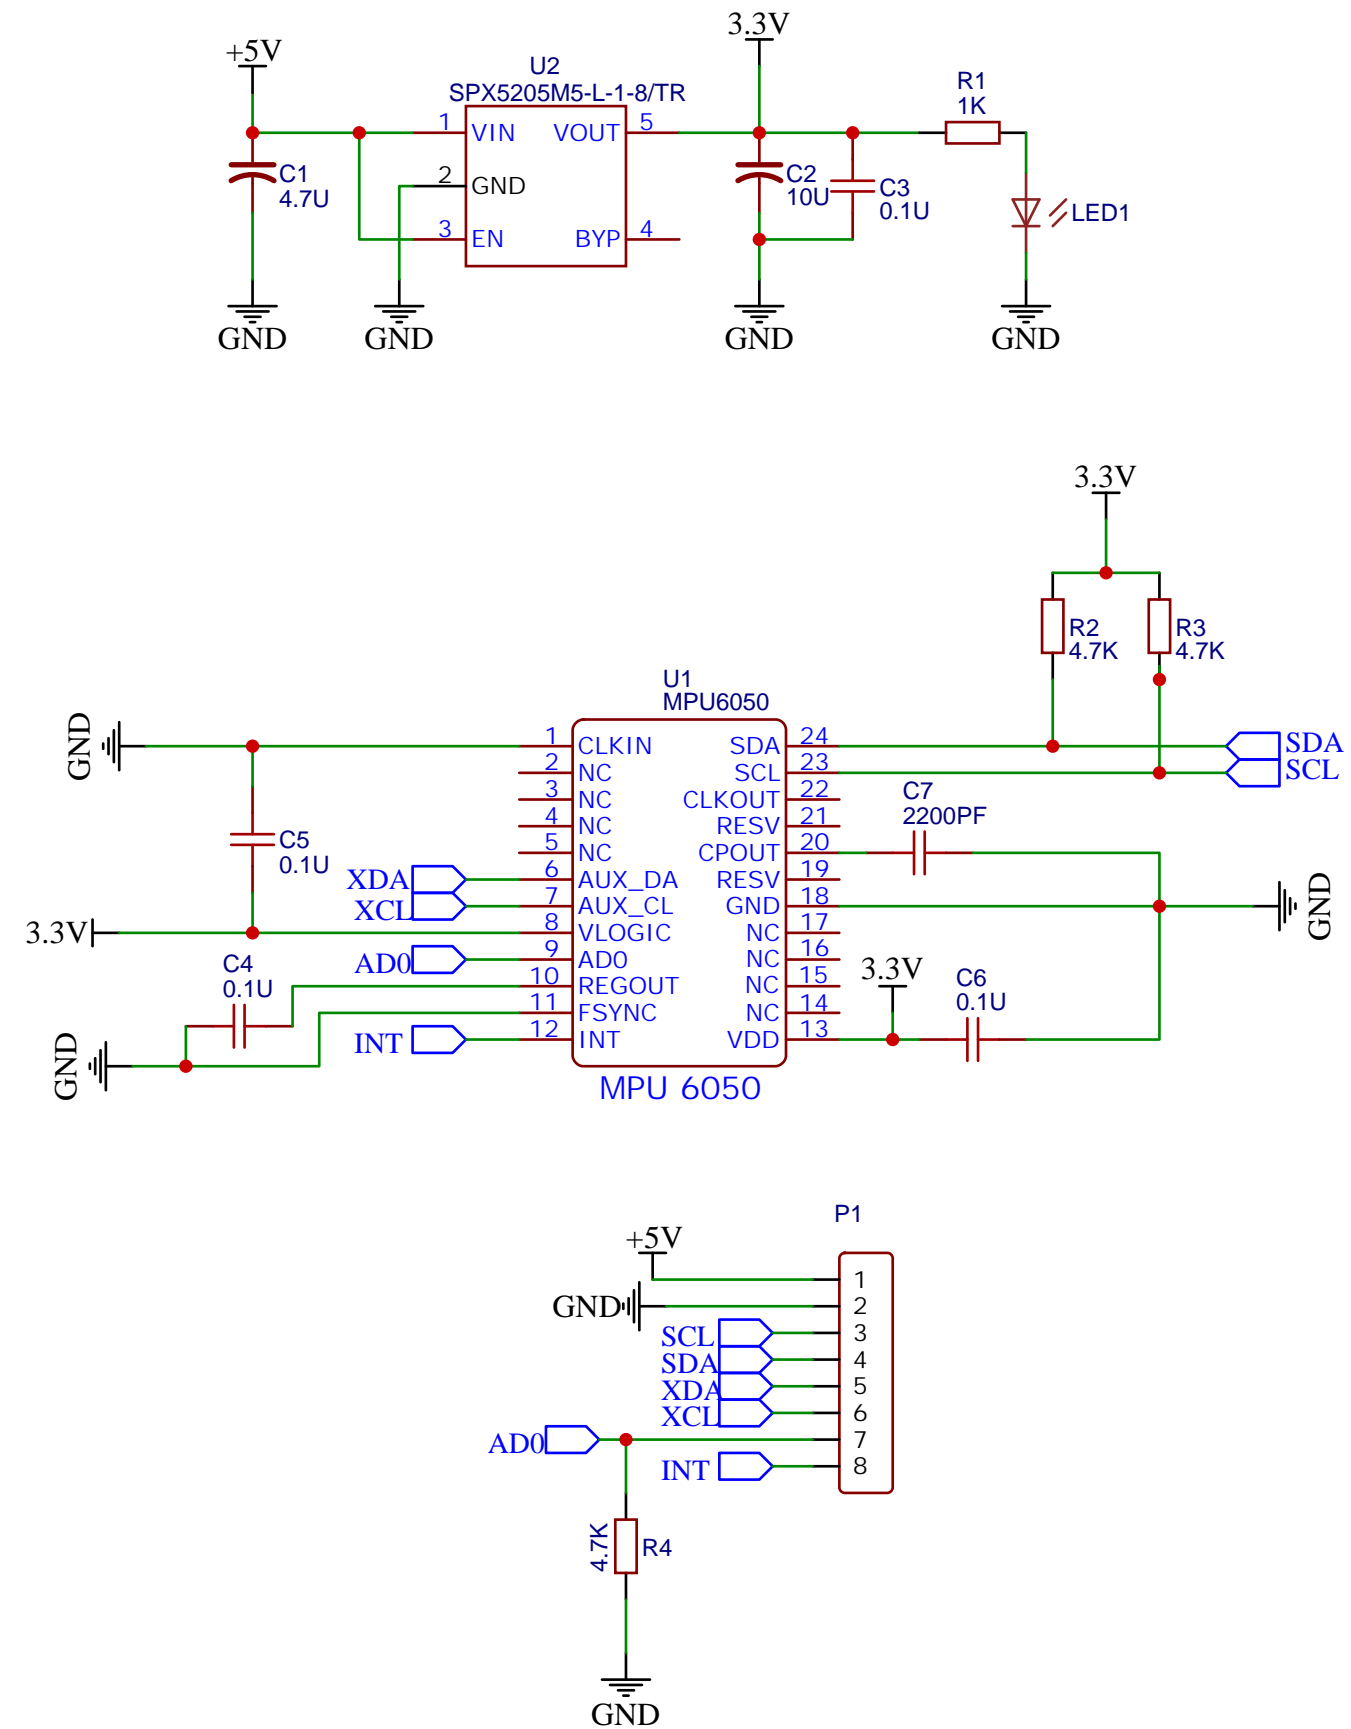 +5V
U2
SPX5205M5-L-1-8/TR
1 VIN
VOUT 5
2 GND
3 EN
BYP 4
C1
4.7U
GND
GND
3.3V
C2
10U
C3
0.1U
R1
1K
LED1
GND
GND
3.3V
R2
4.7K
R3
4.7K
U1
MPU6050
GND
1 CLKIN
2 NC
3 NC
4 NC
5 NC
6 AUX_DA
7 AUX_CL
8 VLOGIC
9 AD0
10 REGOUT
11 FSYNC
12 INT
SDA 24
SCL 23
CLKOUT 22
RESV 21
CPOUT 20
RESV 19
GND 18
NC 17
NC 16
NC 15
NC 14
VDD 13
MPU 6050
C5
0.1U
XDA
XCL
3.3V
AD0
C4
0.1U
INT
GND
SDA
SCL
C7
2200PF
GND
3.3V
C6
0.1U
P1
+5V
1
GND
2
SCL
3
SDA
4
XDA
5
XCL
6
AD0
7
INT
8
4.7K
R4
GND